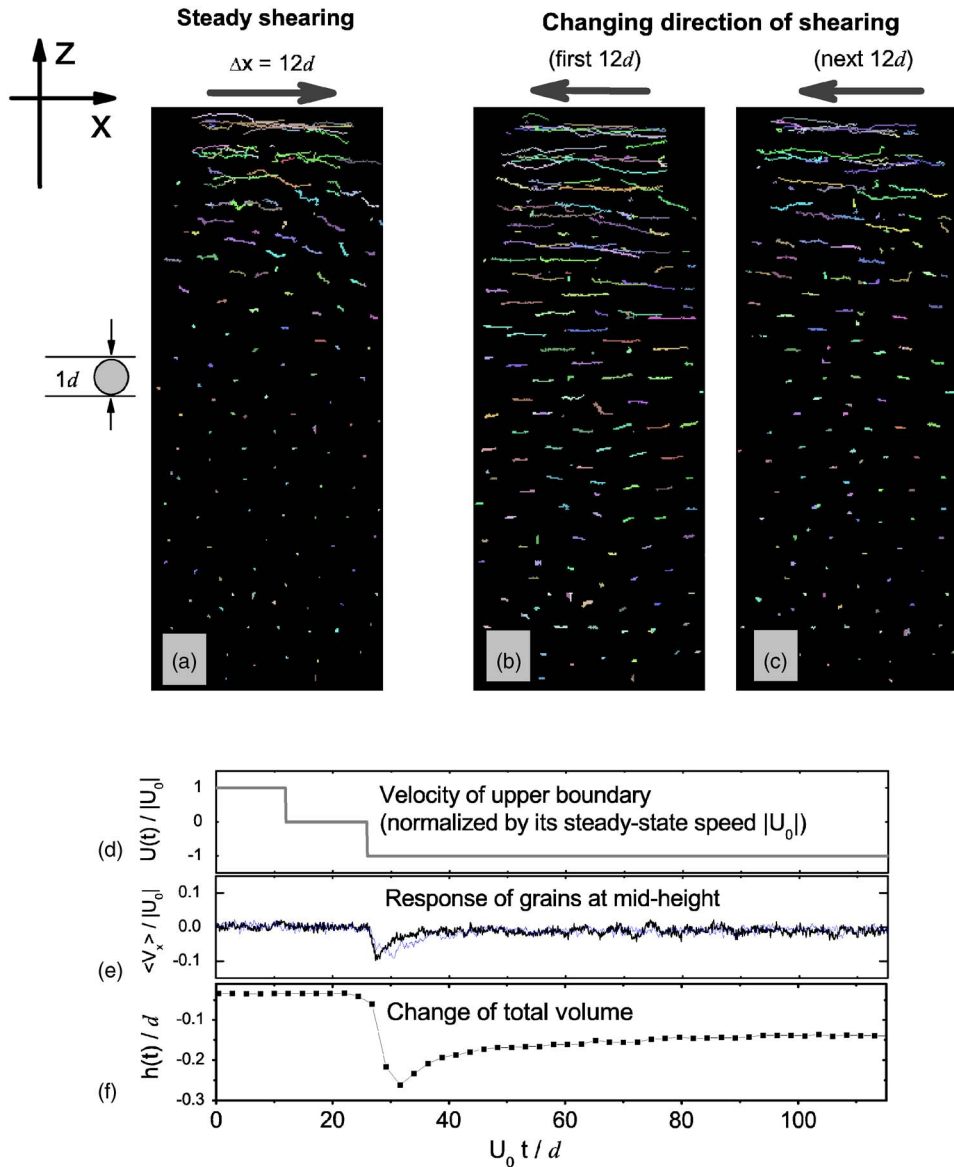 Steady shearing
Changing direction of shearing
Δx = 12d
(first 12d)
(next 12d)
Z
X
1d
(a)
(b)
(c)
(d)
U(t) / |U₀|
1
0
-1
Velocity of upper boundary
(normalized by its steady-state speed |U₀|)
(e)
<Vₓ> / |U₀|
0.1
0.0
-0.1
Response of grains at mid-height
(f)
h(t) / d
-0.1
-0.2
-0.3
Change of total volume
0
20
40
60
80
100
U₀ t / d